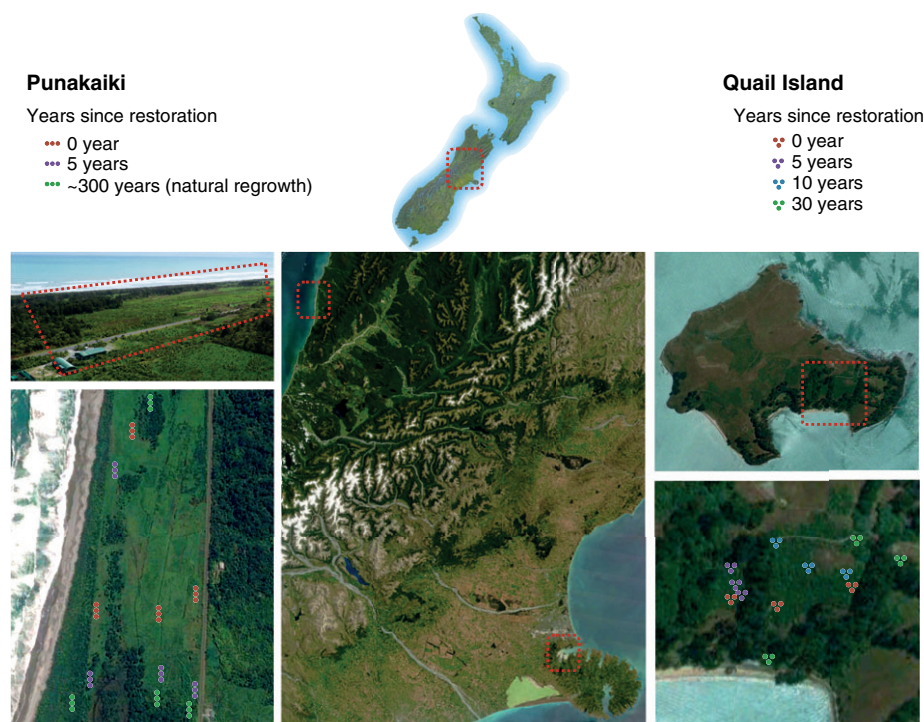 Punakaiki
Years since restoration
0 year
5 years
~300 years (natural regrowth)
Quail Island
Years since restoration
0 year
5 years
10 years
30 years